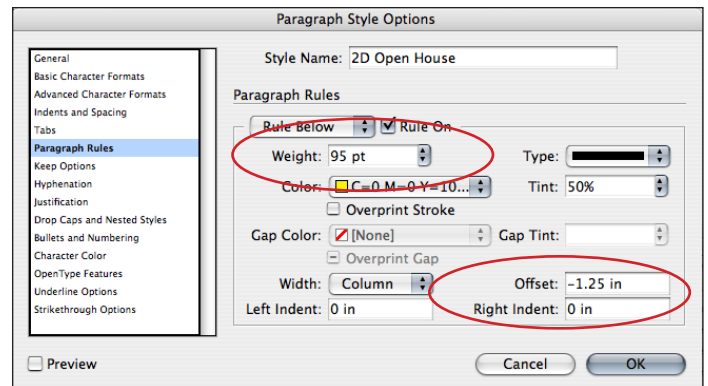 Paragraph Style Options
General
Basic Character Formats
Advanced Character Formats
Indents and Spacing
Tabs
Paragraph Rules
Keep Options
Hyphenation
Justification
Drop Caps and Nested Styles
Bullets and Numbering
Character Color
OpenType Features
Underline Options
Strikethrough Options
Style Name: 2D Open House
Paragraph Rules
Rule Below Rule On
Weight: 95 pt Type:
Color: C=0 M=0 Y=10... Tint: 50%
Overprint Stroke
Gap Color: [None] Gap Tint:
Overprint Gap
Width: Column Offset: -1.25 in
Left Indent: 0 in Right Indent: 0 in
Preview Cancel OK